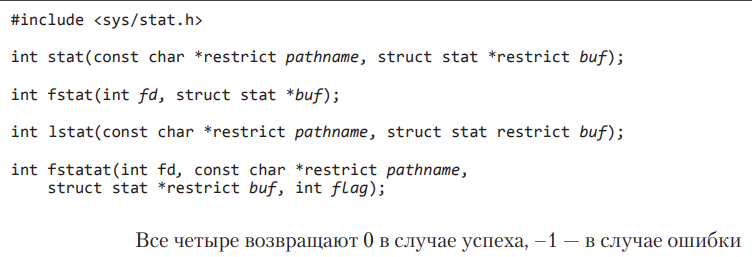 #include <sys/stat.h>
int stat(const char *restrict pathname, struct stat *restrict buf);
int fstat(int fd, struct stat *buf);
int lstat(const char *restrict pathname, struct stat restrict buf);
int fstatat(int fd, const char *restrict pathname,
struct stat *restrict buf, int flag);
Все четыре возвращают 0 в случае успеха, –1 — в случае ошибки